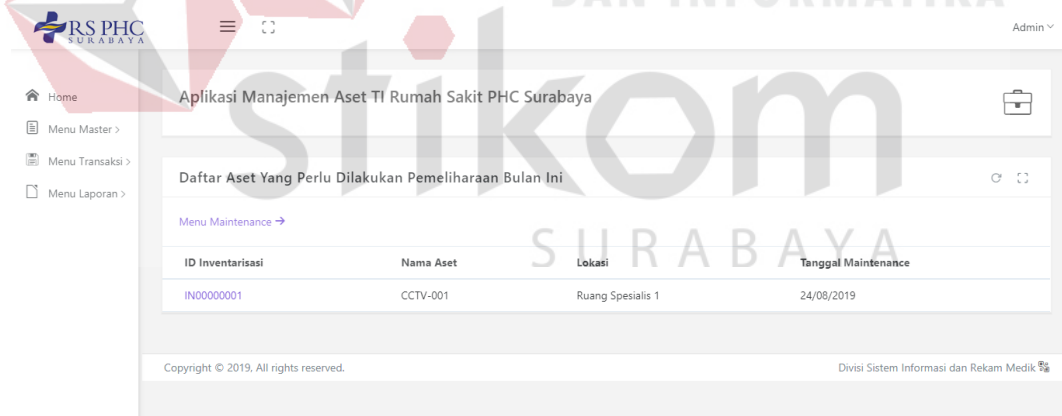 DAN INFORMATIKA
RS PHC
SURABAYA
Admin
Home
Menu Master >
Menu Transaksi >
Menu Laporan >
Aplikasi Manajemen Aset TI Rumah Sakit PHC Surabaya
stikom
SURABAYA
Daftar Aset Yang Perlu Dilakukan Pemeliharaan Bulan Ini
Menu Maintenance →
ID Inventarisasi Nama Aset Lokasi Tanggal Maintenance
IN00000001 CCTV-001 Ruang Spesialis 1 24/08/2019
Copyright © 2019. All rights reserved.
Divisi Sistem Informasi dan Rekam Medik